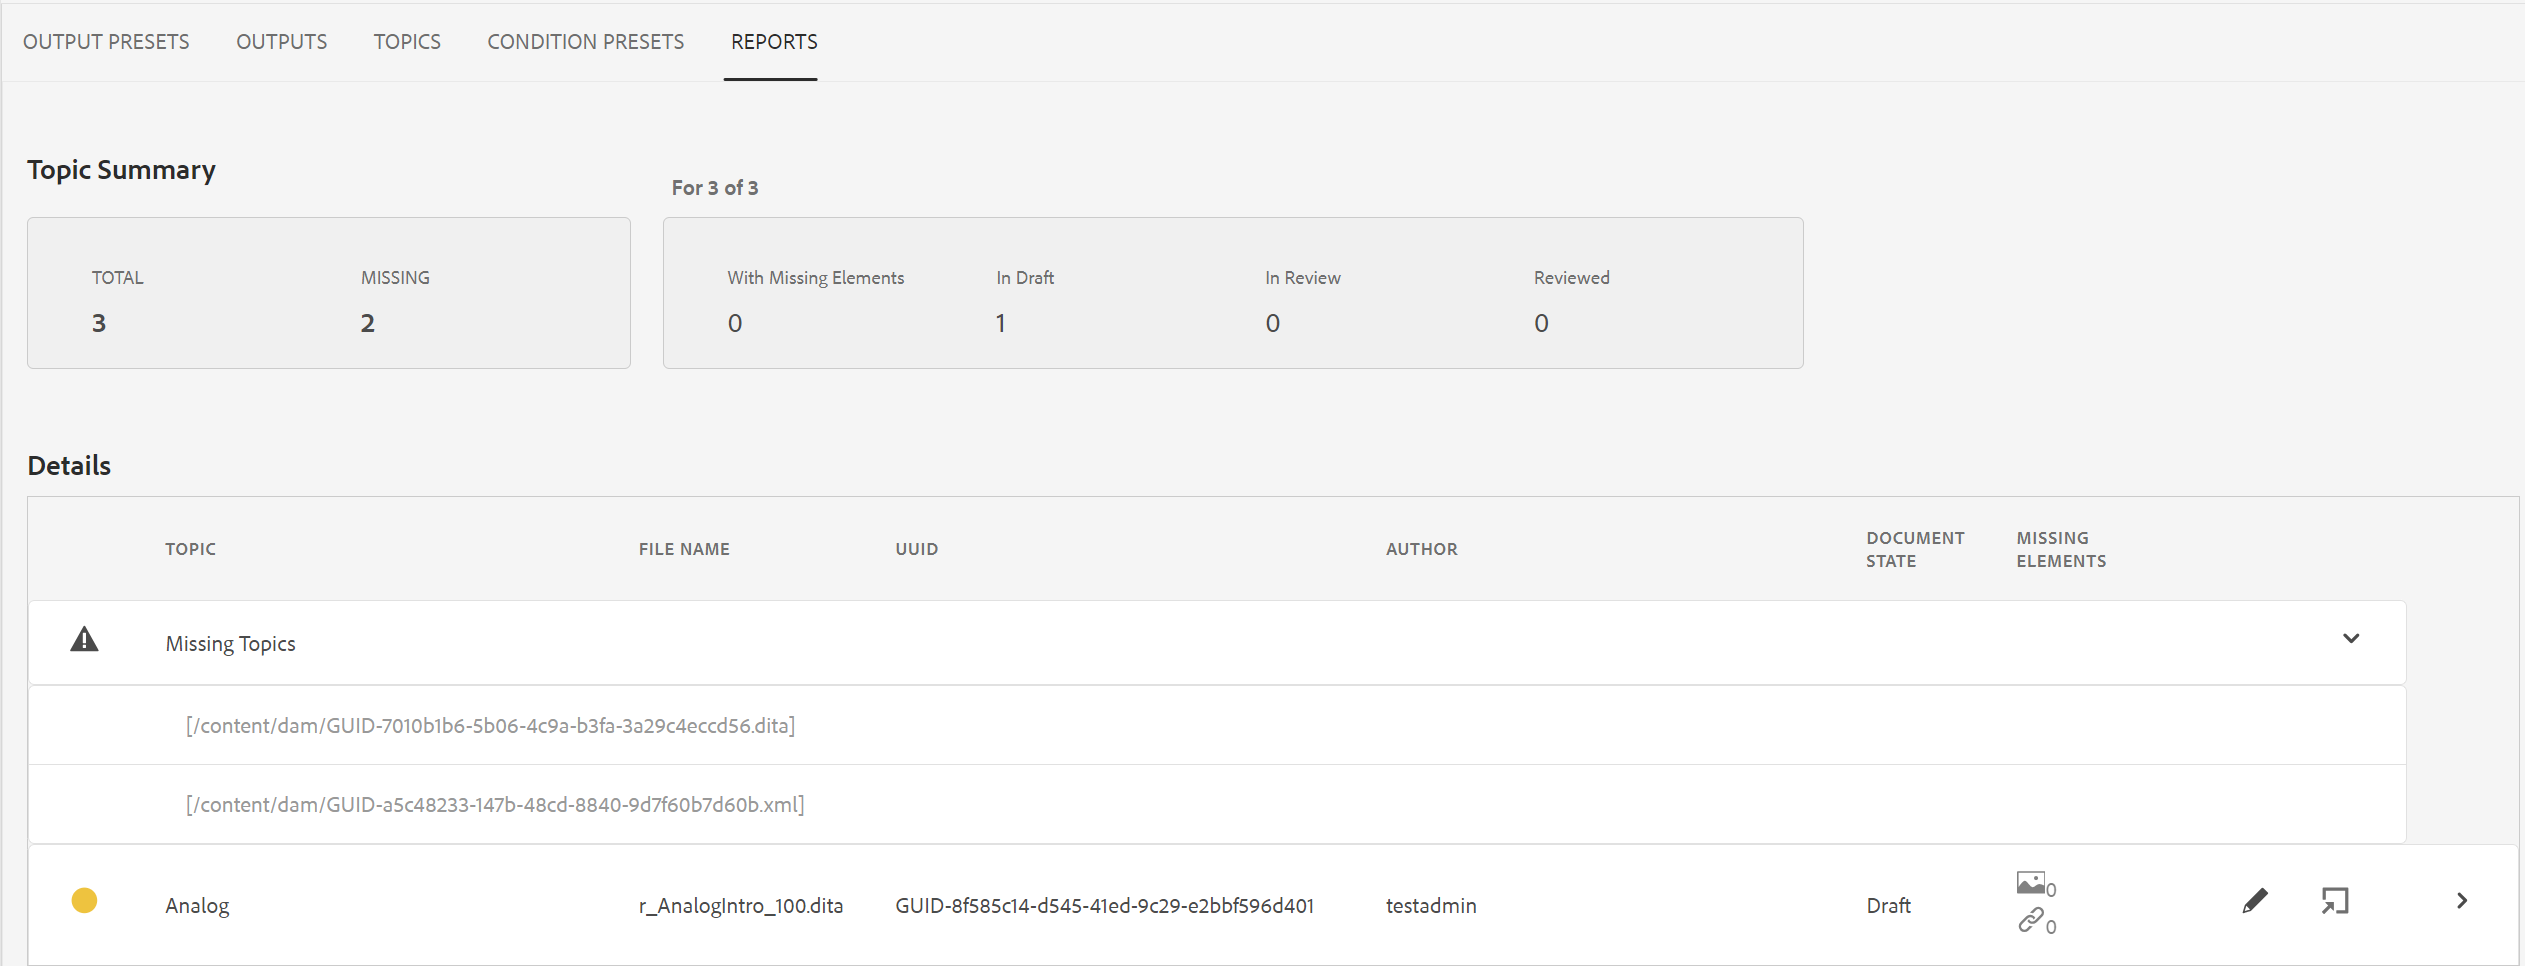 OUTPUT PRESETS OUTPUTS TOPICS CONDITION PRESETS REPORTS
Topic Summary
For 3 of 3
TOTAL MISSING With Missing Elements In Draft In Review Reviewed
3 2 0 1 0 0
Details
TOPIC FILE NAME UUID AUTHOR DOCUMENT STATE MISSING ELEMENTS
Missing Topics
[/content/dam/GUID-7010b1b6-5b06-4c9a-b3fa-3a29c4eccd56.dita]
[/content/dam/GUID-a5c48233-147b-48cd-8840-9d7f60b7d60b.xml]
Analog r_AnalogIntro_100.dita GUID-8f585c14-d545-41ed-9c29-e2bbf596d401 testadmin Draft 0
0